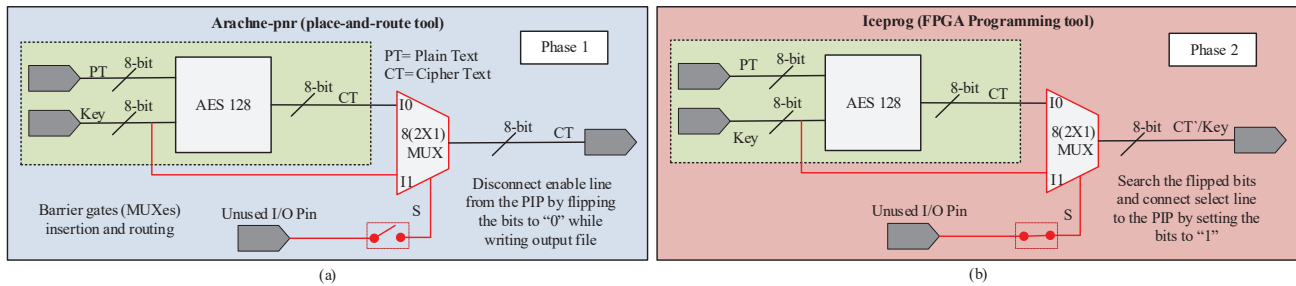 Arachne-pnr (place-and-route tool)
Phase 1
PT
8-bit
Key
8-bit
AES 128
8-bit
CT
PT= Plain Text
CT= Cipher Text
I0
8(2X1)
MUX
I1
8-bit
CT
S
Unused I/O Pin
Barrier gates (MUXes)
insertion and routing
Disconnect enable line
from the PIP by flipping
the bits to “0” while
writing output file
(a)
Iceprog (FPGA Programming tool)
Phase 2
PT
8-bit
Key
8-bit
AES 128
8-bit
CT
I0
8(2X1)
MUX
I1
8-bit
CT`/Key
S
Unused I/O Pin
Search the flipped bits
and connect select line
to the PIP by setting the
bits to “1”
(b)